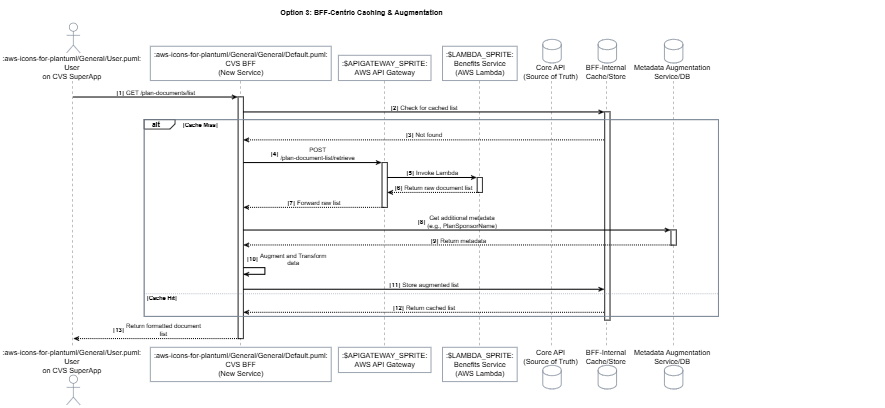 Option 3: BFF-Centric Caching & Augmentation
:aws-icons-for-plantuml/General/User.puml:
User
on CVS SuperApp
:aws-icons-for-plantuml/General/Default.puml:
CVS BFF
(New Service)
:$APIGATEWAY_SPRITE:
AWS API Gateway
:$LAMBDA_SPRITE:
Benefits Service
(AWS Lambda)
Core API
(Source of Truth)
BFF-Internal
Cache/Store
Metadata Augmentation
Service/DB
[1] GET /plan-documents/list
[2] Check for cached list
alt [Cache Miss]
[3] Not found
[4] POST
/plan-document-list/retrieve
[5] Invoke Lambda
[6] Return new document list
[7] Forward new list
[8] Get additional metadata
(e.g., PlanSponsorName)
[9] Return metadata
[10] Augment and Transform
data
[11] Store augmented list
[Cache Hit]
[12] Return cached list
[13] Return formatted document
list
:aws-icons-for-plantuml/General/User.puml:
User
on CVS SuperApp
:aws-icons-for-plantuml/General/Default.puml:
CVS BFF
(New Service)
:$APIGATEWAY_SPRITE:
AWS API Gateway
:$LAMBDA_SPRITE:
Benefits Service
(AWS Lambda)
Core API
(Source of Truth)
BFF-Internal
Cache/Store
Metadata Augmentation
Service/DB